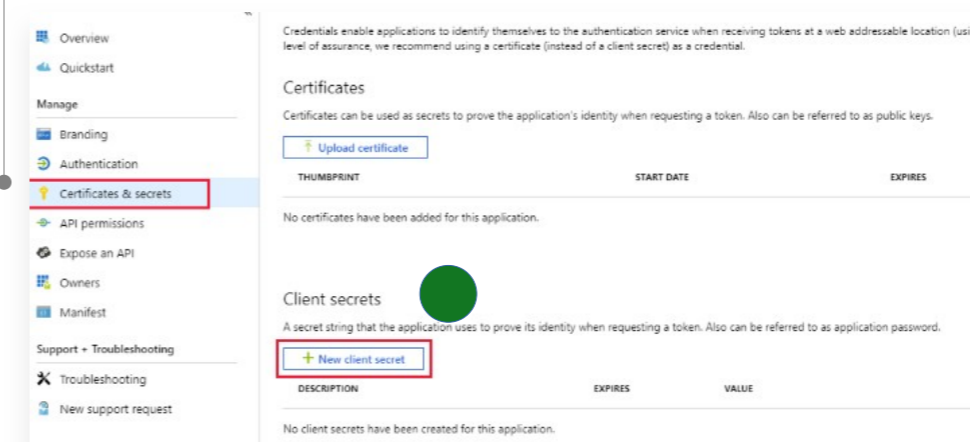 Overview
Quickstart
Manage
Branding
Authentication
Certificates & secrets
API permissions
Expose an API
Owners
Manifest
Support + Troubleshooting
Troubleshooting
New support request
Credentials enable applications to identify themselves to the authentication service when receiving tokens at a web addressable location (usi
level of assurance, we recommend using a certificate (instead of a client secret) as a credential.
Certificates
Certificates can be used as secrets to prove the application's identity when requesting a token. Also can be referred to as public keys.
Upload certificate
THUMBPRINT START DATE EXPIRES
No certificates have been added for this application.
Client secrets
A secret string that the application uses to prove its identity when requesting a token. Also can be referred to as application password.
New client secret
DESCRIPTION EXPIRES VALUE
No client secrets have been created for this application.